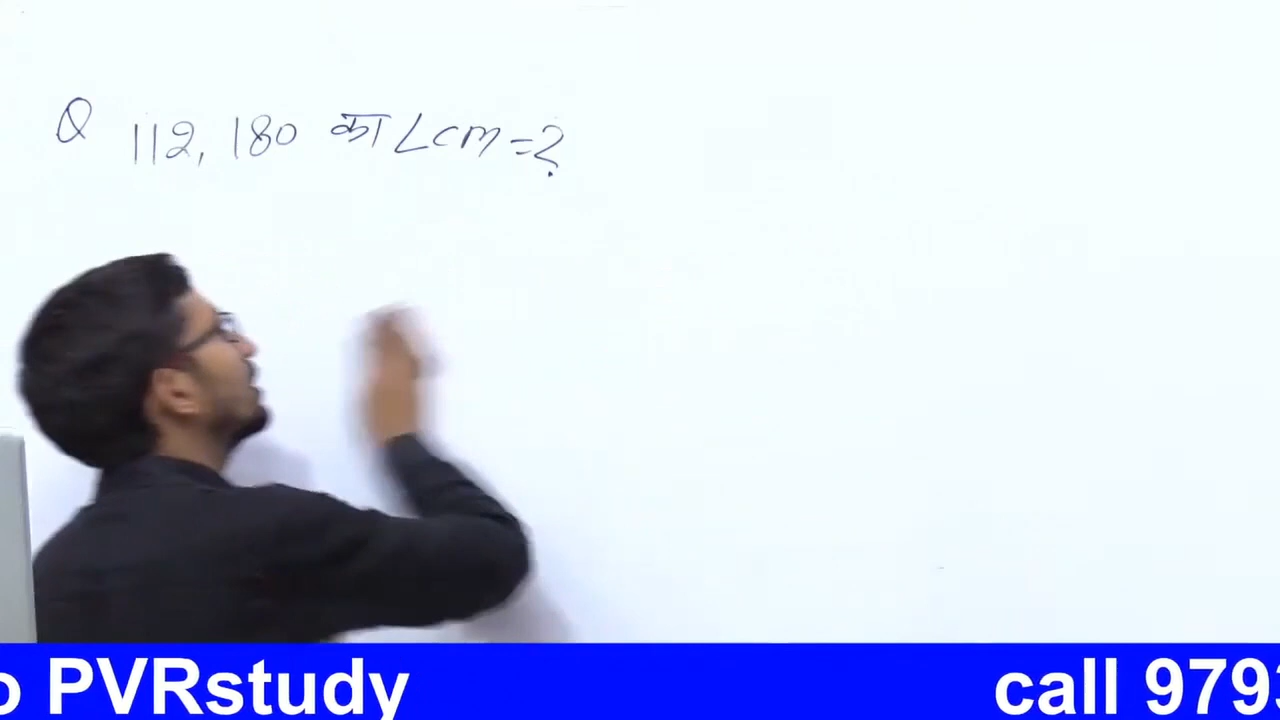 Q 112, 180 का Lcm = ?
o PVRstudy call 979